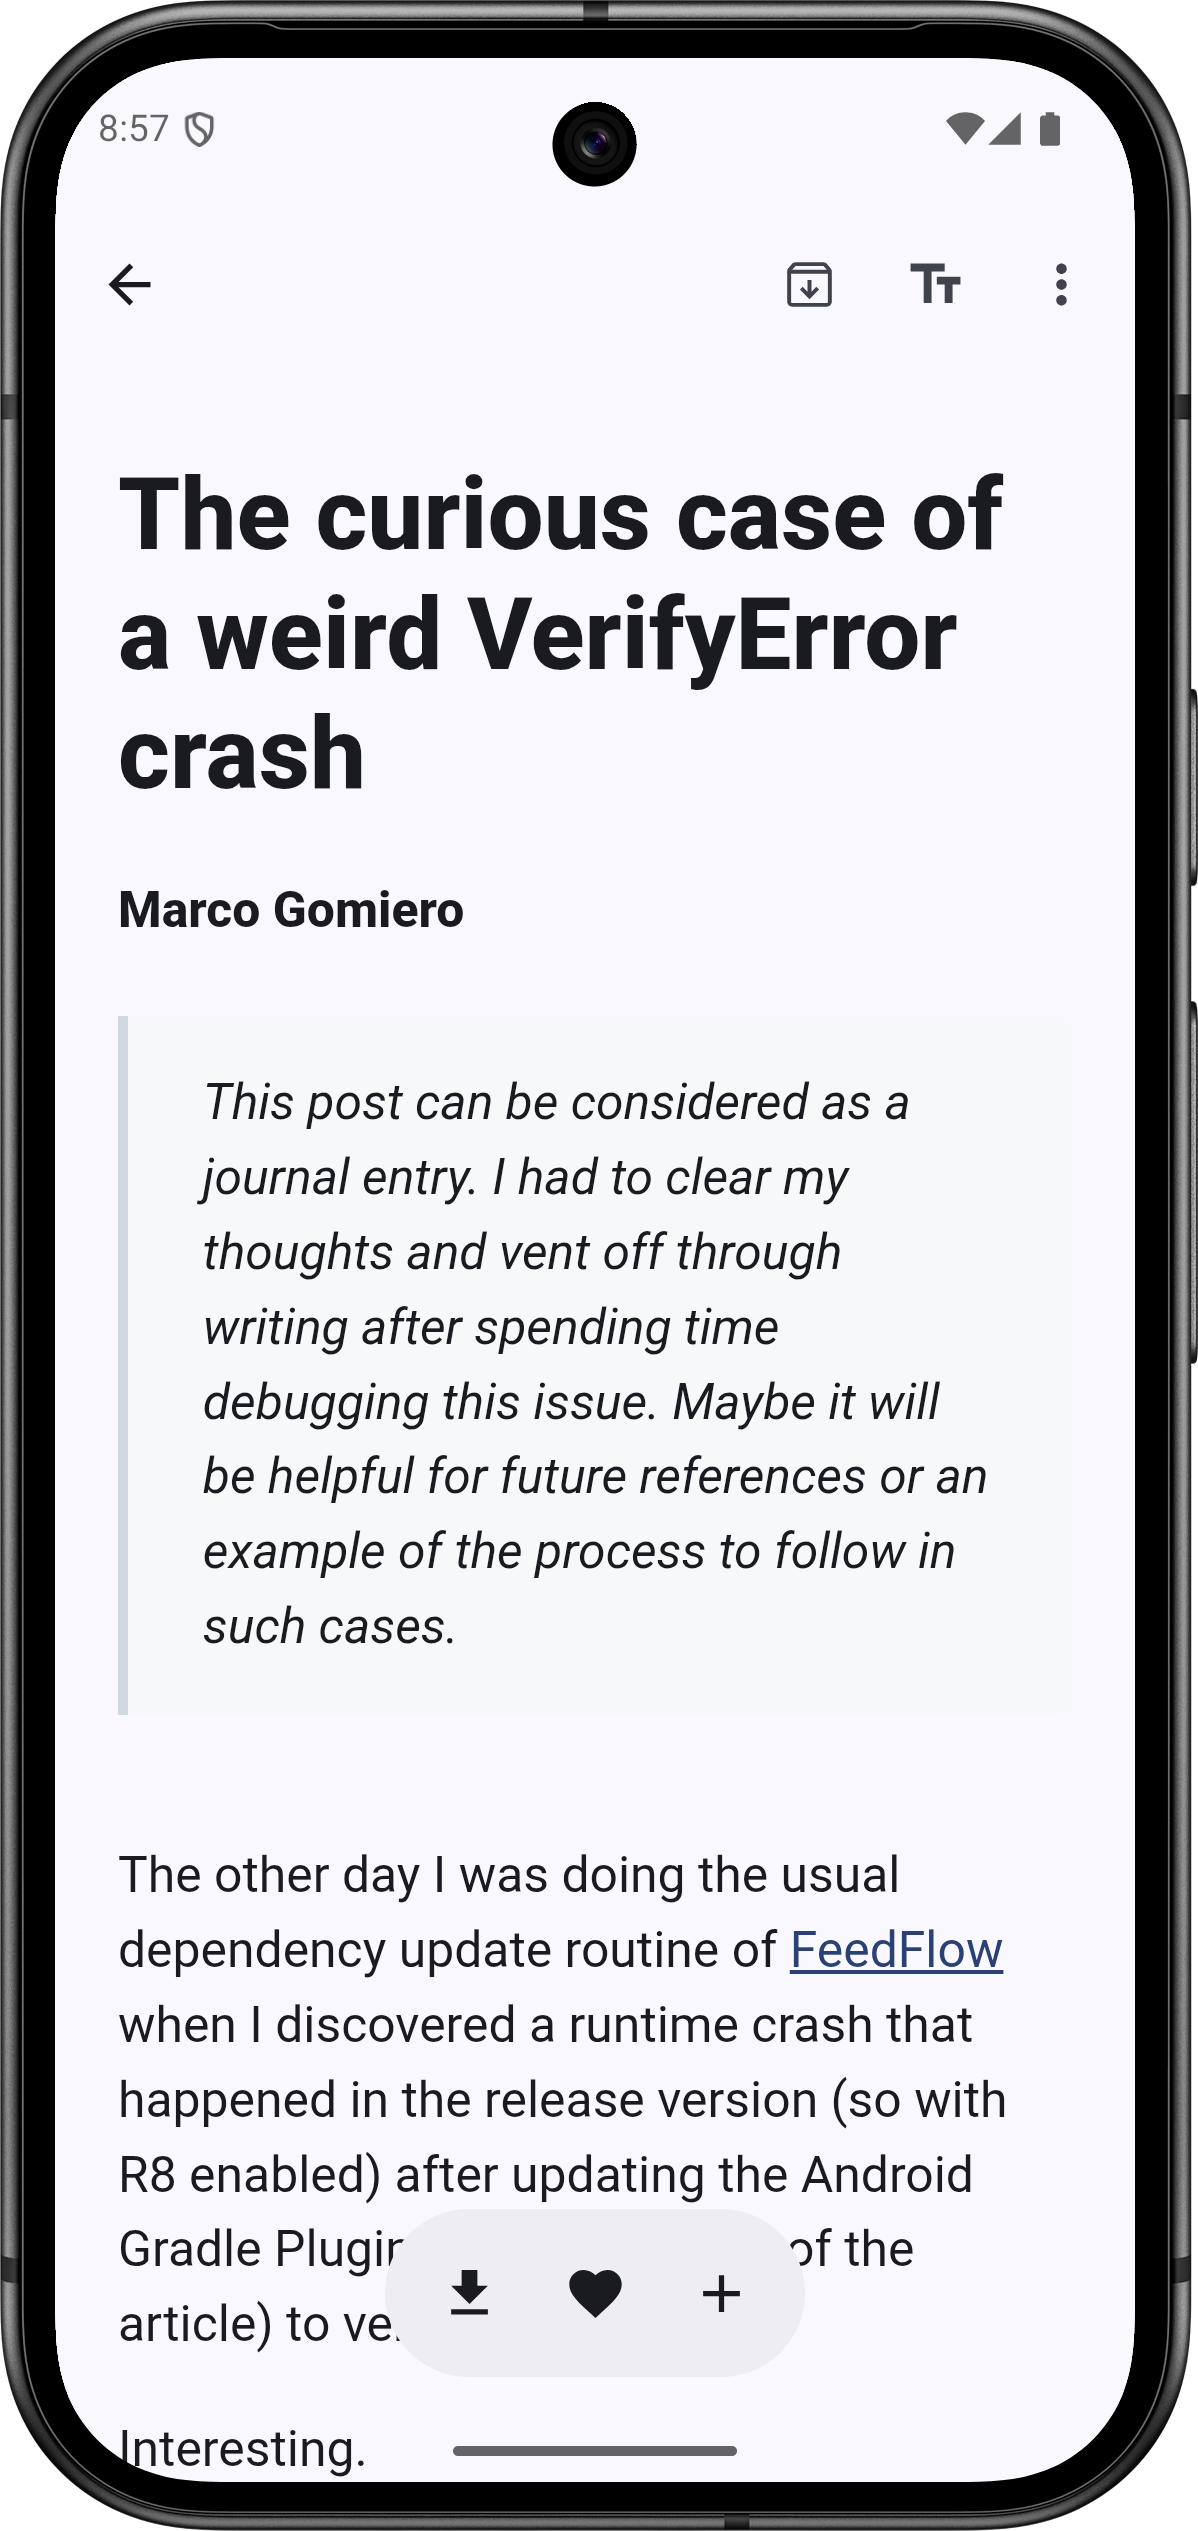 8:57
The curious case of
a weird VerifyError
crash
Marco Gomiero
This post can be considered as a
journal entry. I had to clear my
thoughts and vent off through
writing after spending time
debugging this issue. Maybe it will
be helpful for future references or an
example of the process to follow in
such cases.
The other day I was doing the usual
dependency update routine of FeedFlow
when I discovered a runtime crash that
happened in the release version (so with
R8 enabled) after updating the Android
Gradle Plugin of the
article) to
Interesting.